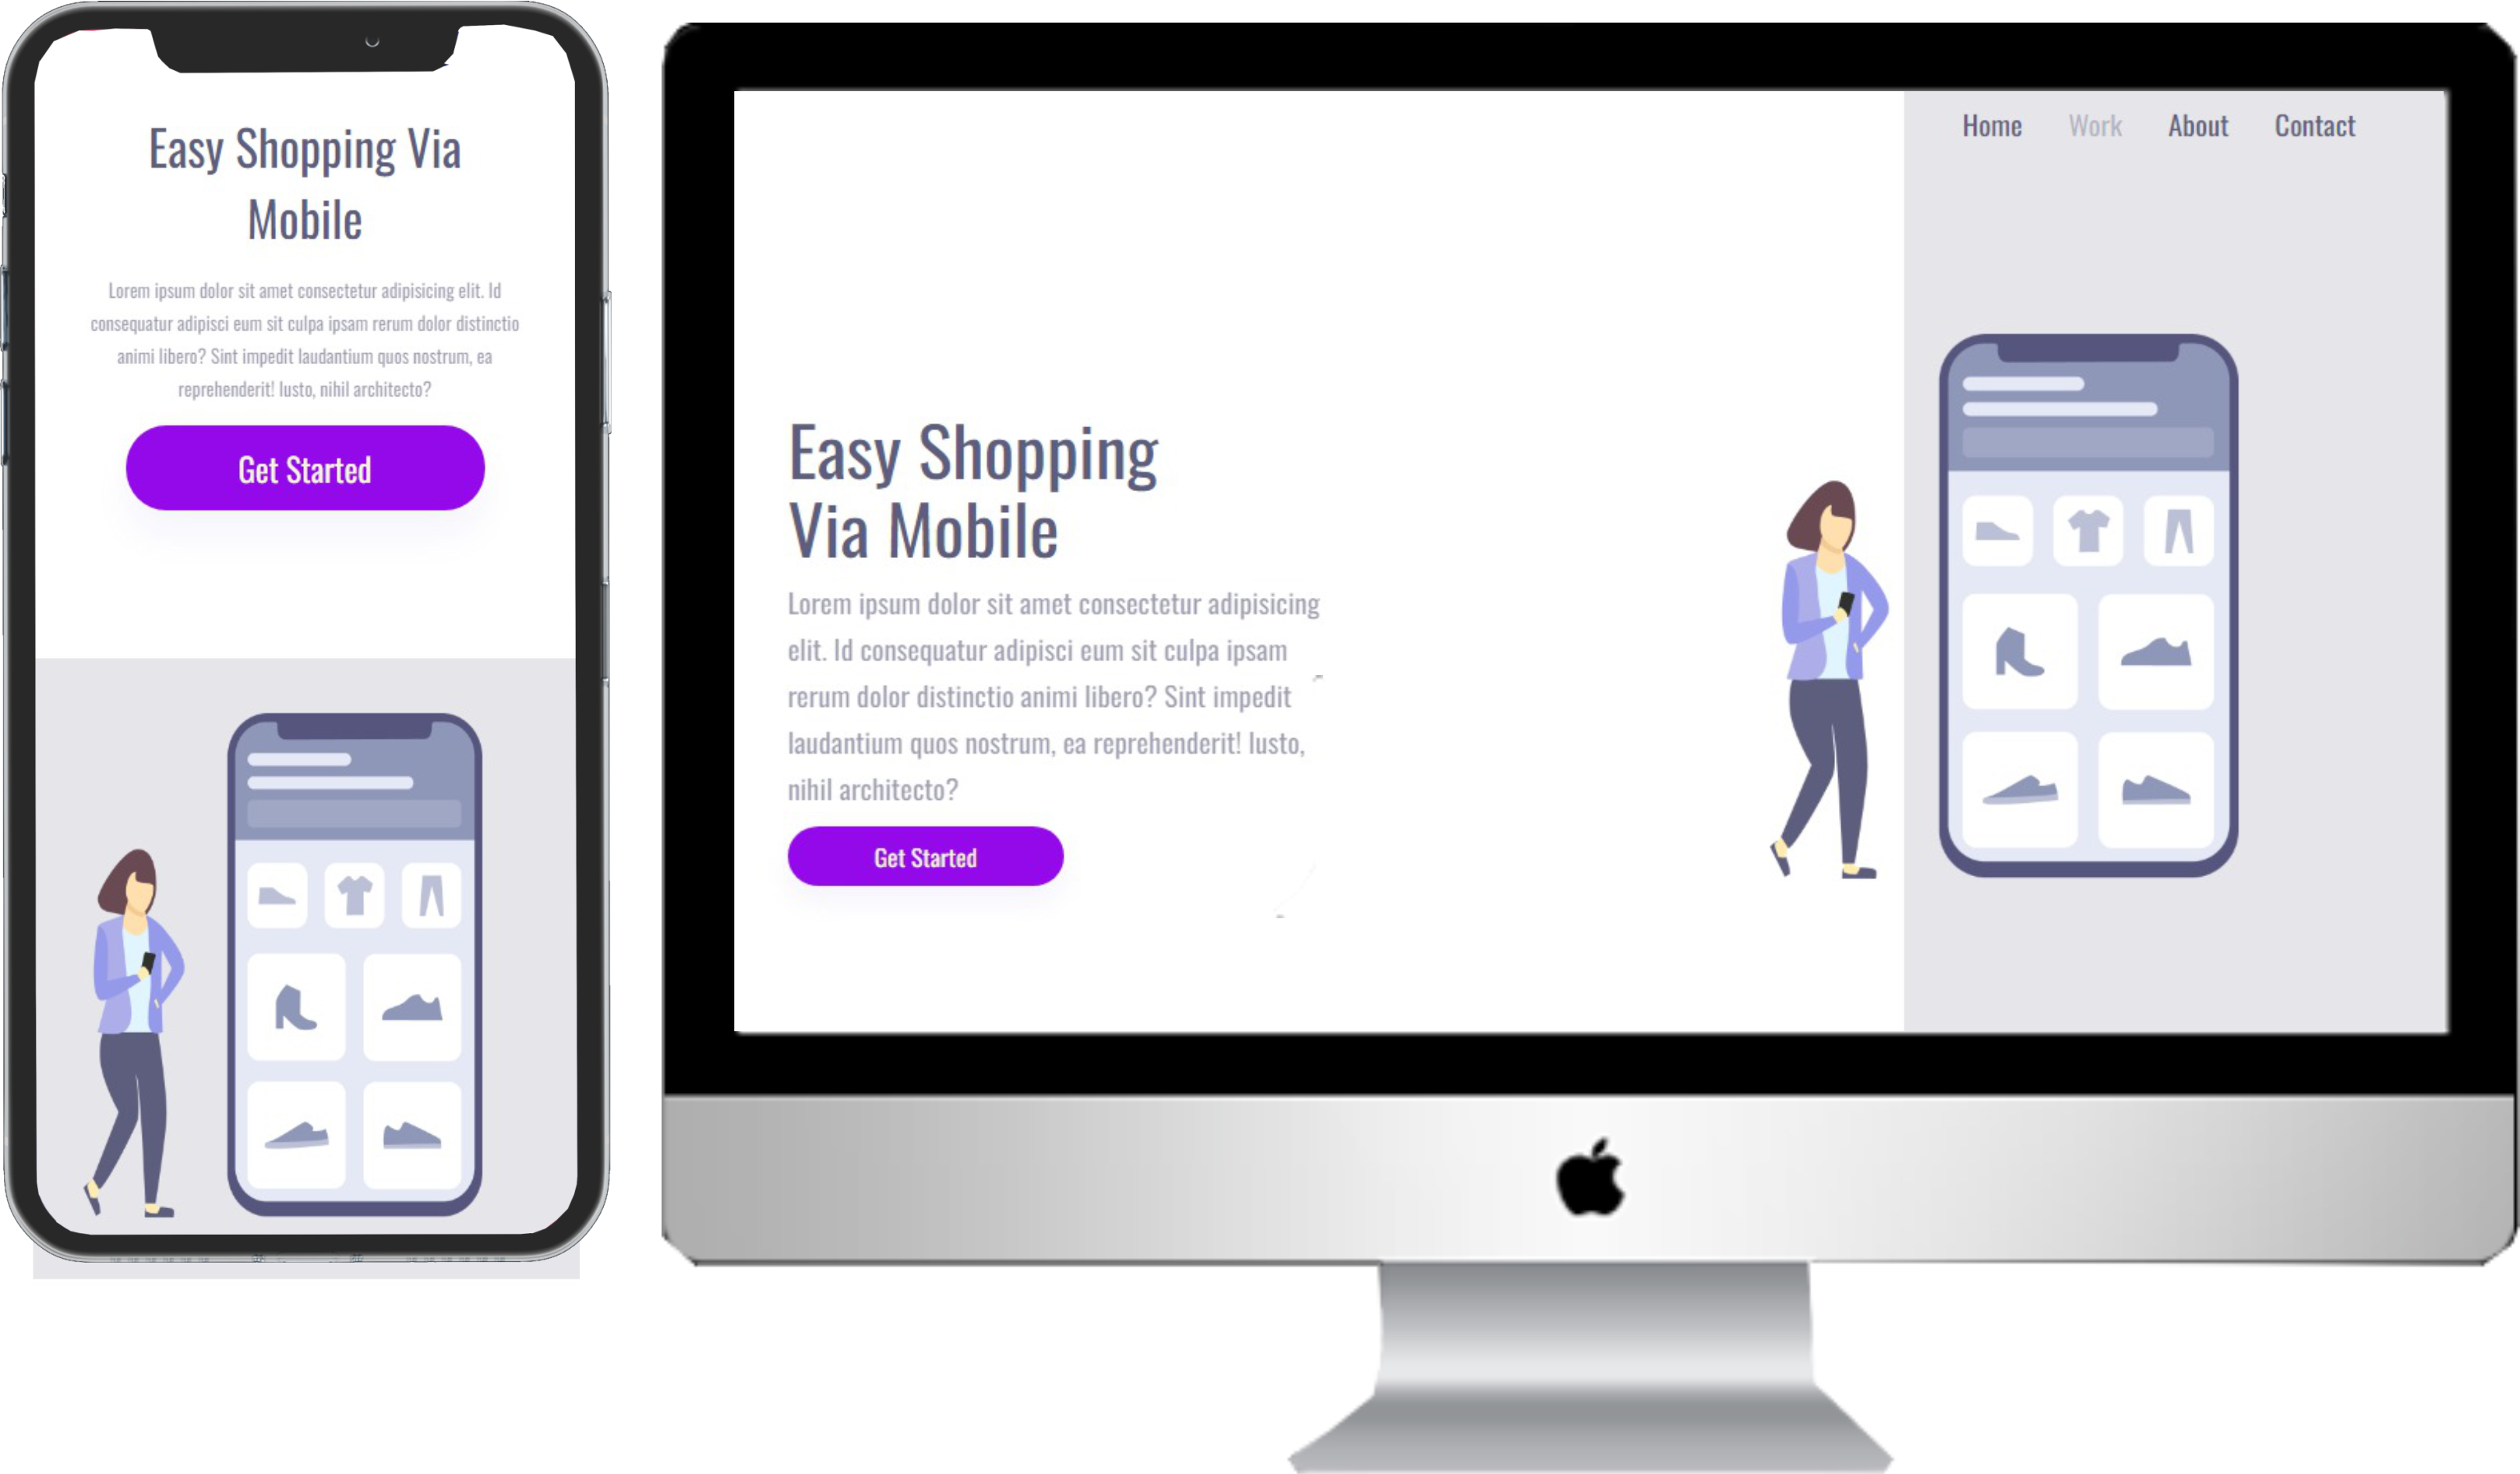 Easy Shopping Via
Mobile
Lorem ipsum dolor sit amet consectetur adipisicing elit. Id
consequatur adipisci eum sit culpa ipsam rerum dolor distinctio
animi libero? Sint impedit laudantium quos nostrum, ea
reprehenderit! Iusto, nihil architecto?
Get Started
Home Work About Contact
Easy Shopping
Via Mobile
Lorem ipsum dolor sit amet consectetur adipisicing
elit. Id consequatur adipisci eum sit culpa ipsam
rerum dolor distinctio animi libero? Sint impedit
laudantium quos nostrum, ea reprehenderit! Iusto,
nihil architecto?
Get Started